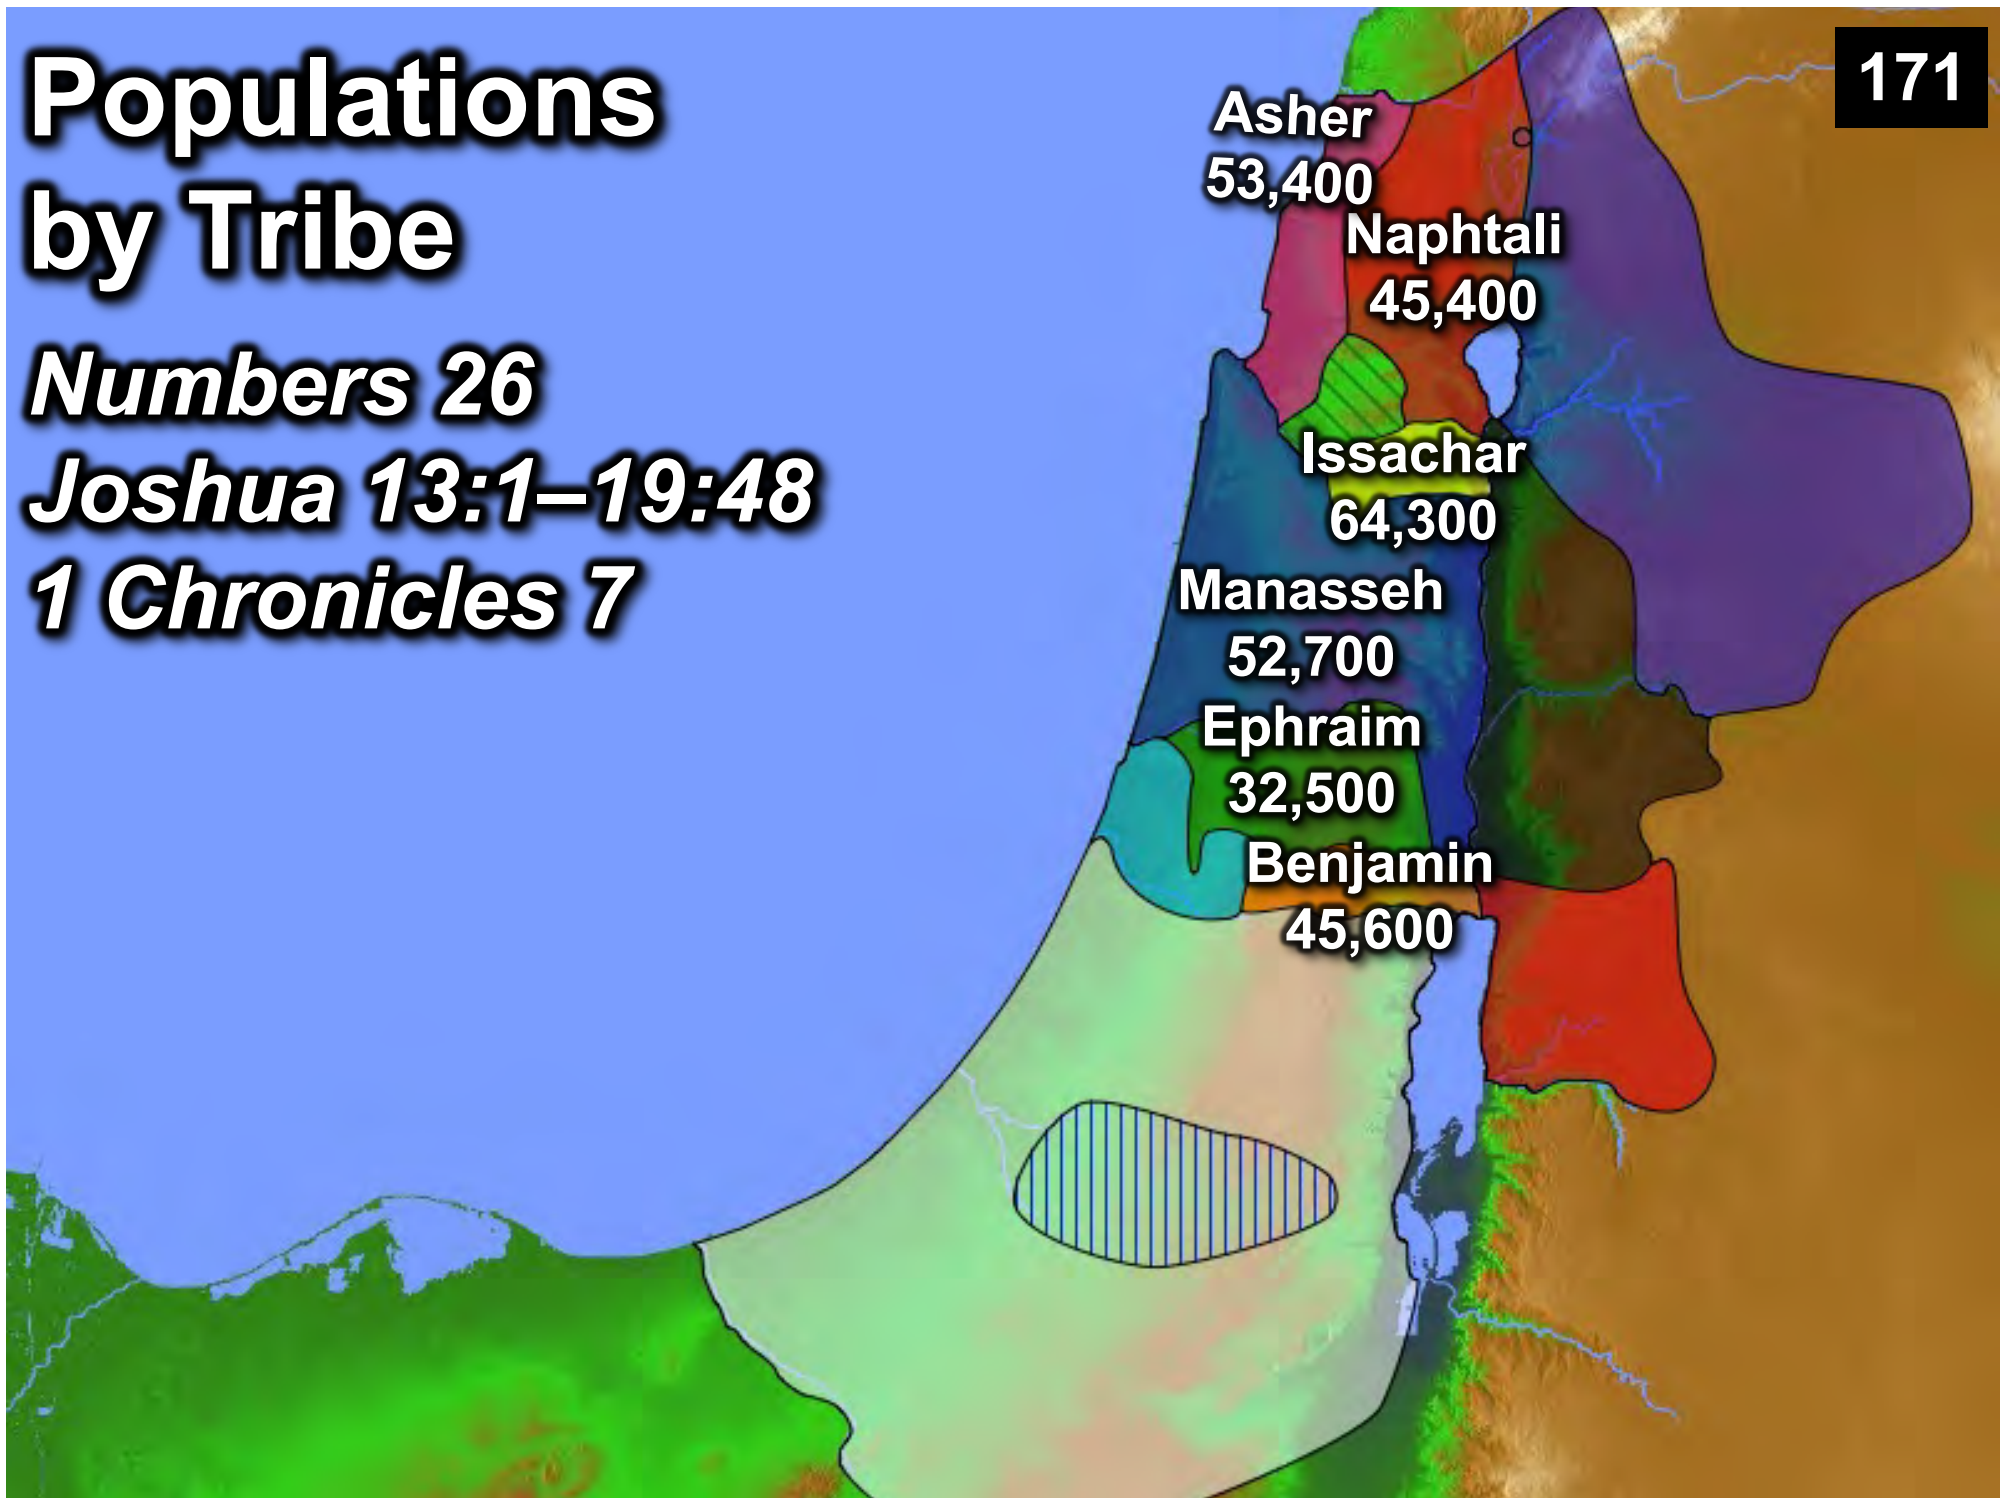 Populations
by Tribe
Numbers 26
Joshua 13:1–19:48
1 Chronicles 7
171
Asher
53,400
Naphtali
45,400
Issachar
64,300
Manasseh
52,700
Ephraim
32,500
Benjamin
45,600